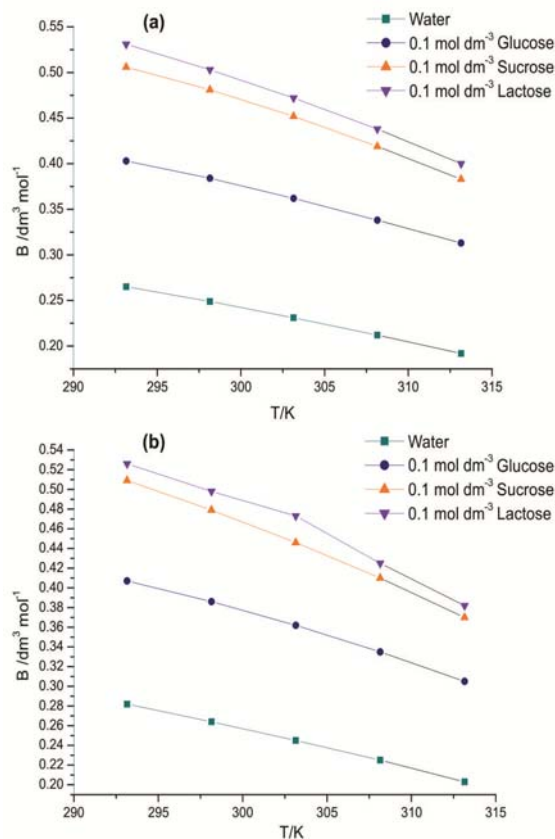 (a)
Water
0.1 mol dm⁻³ Glucose
0.1 mol dm⁻³ Sucrose
0.1 mol dm⁻³ Lactose
B /dm³ mol⁻¹
0.55
0.50
0.45
0.40
0.35
0.30
0.25
0.20
290 295 300 305 310 315
T/K
(b)
Water
0.1 mol dm⁻³ Glucose
0.1 mol dm⁻³ Sucrose
0.1 mol dm⁻³ Lactose
B /dm³ mol⁻¹
0.54
0.52
0.50
0.48
0.46
0.44
0.42
0.40
0.38
0.36
0.34
0.32
0.30
0.28
0.26
0.24
0.22
0.20
290 295 300 305 310 315
T/K